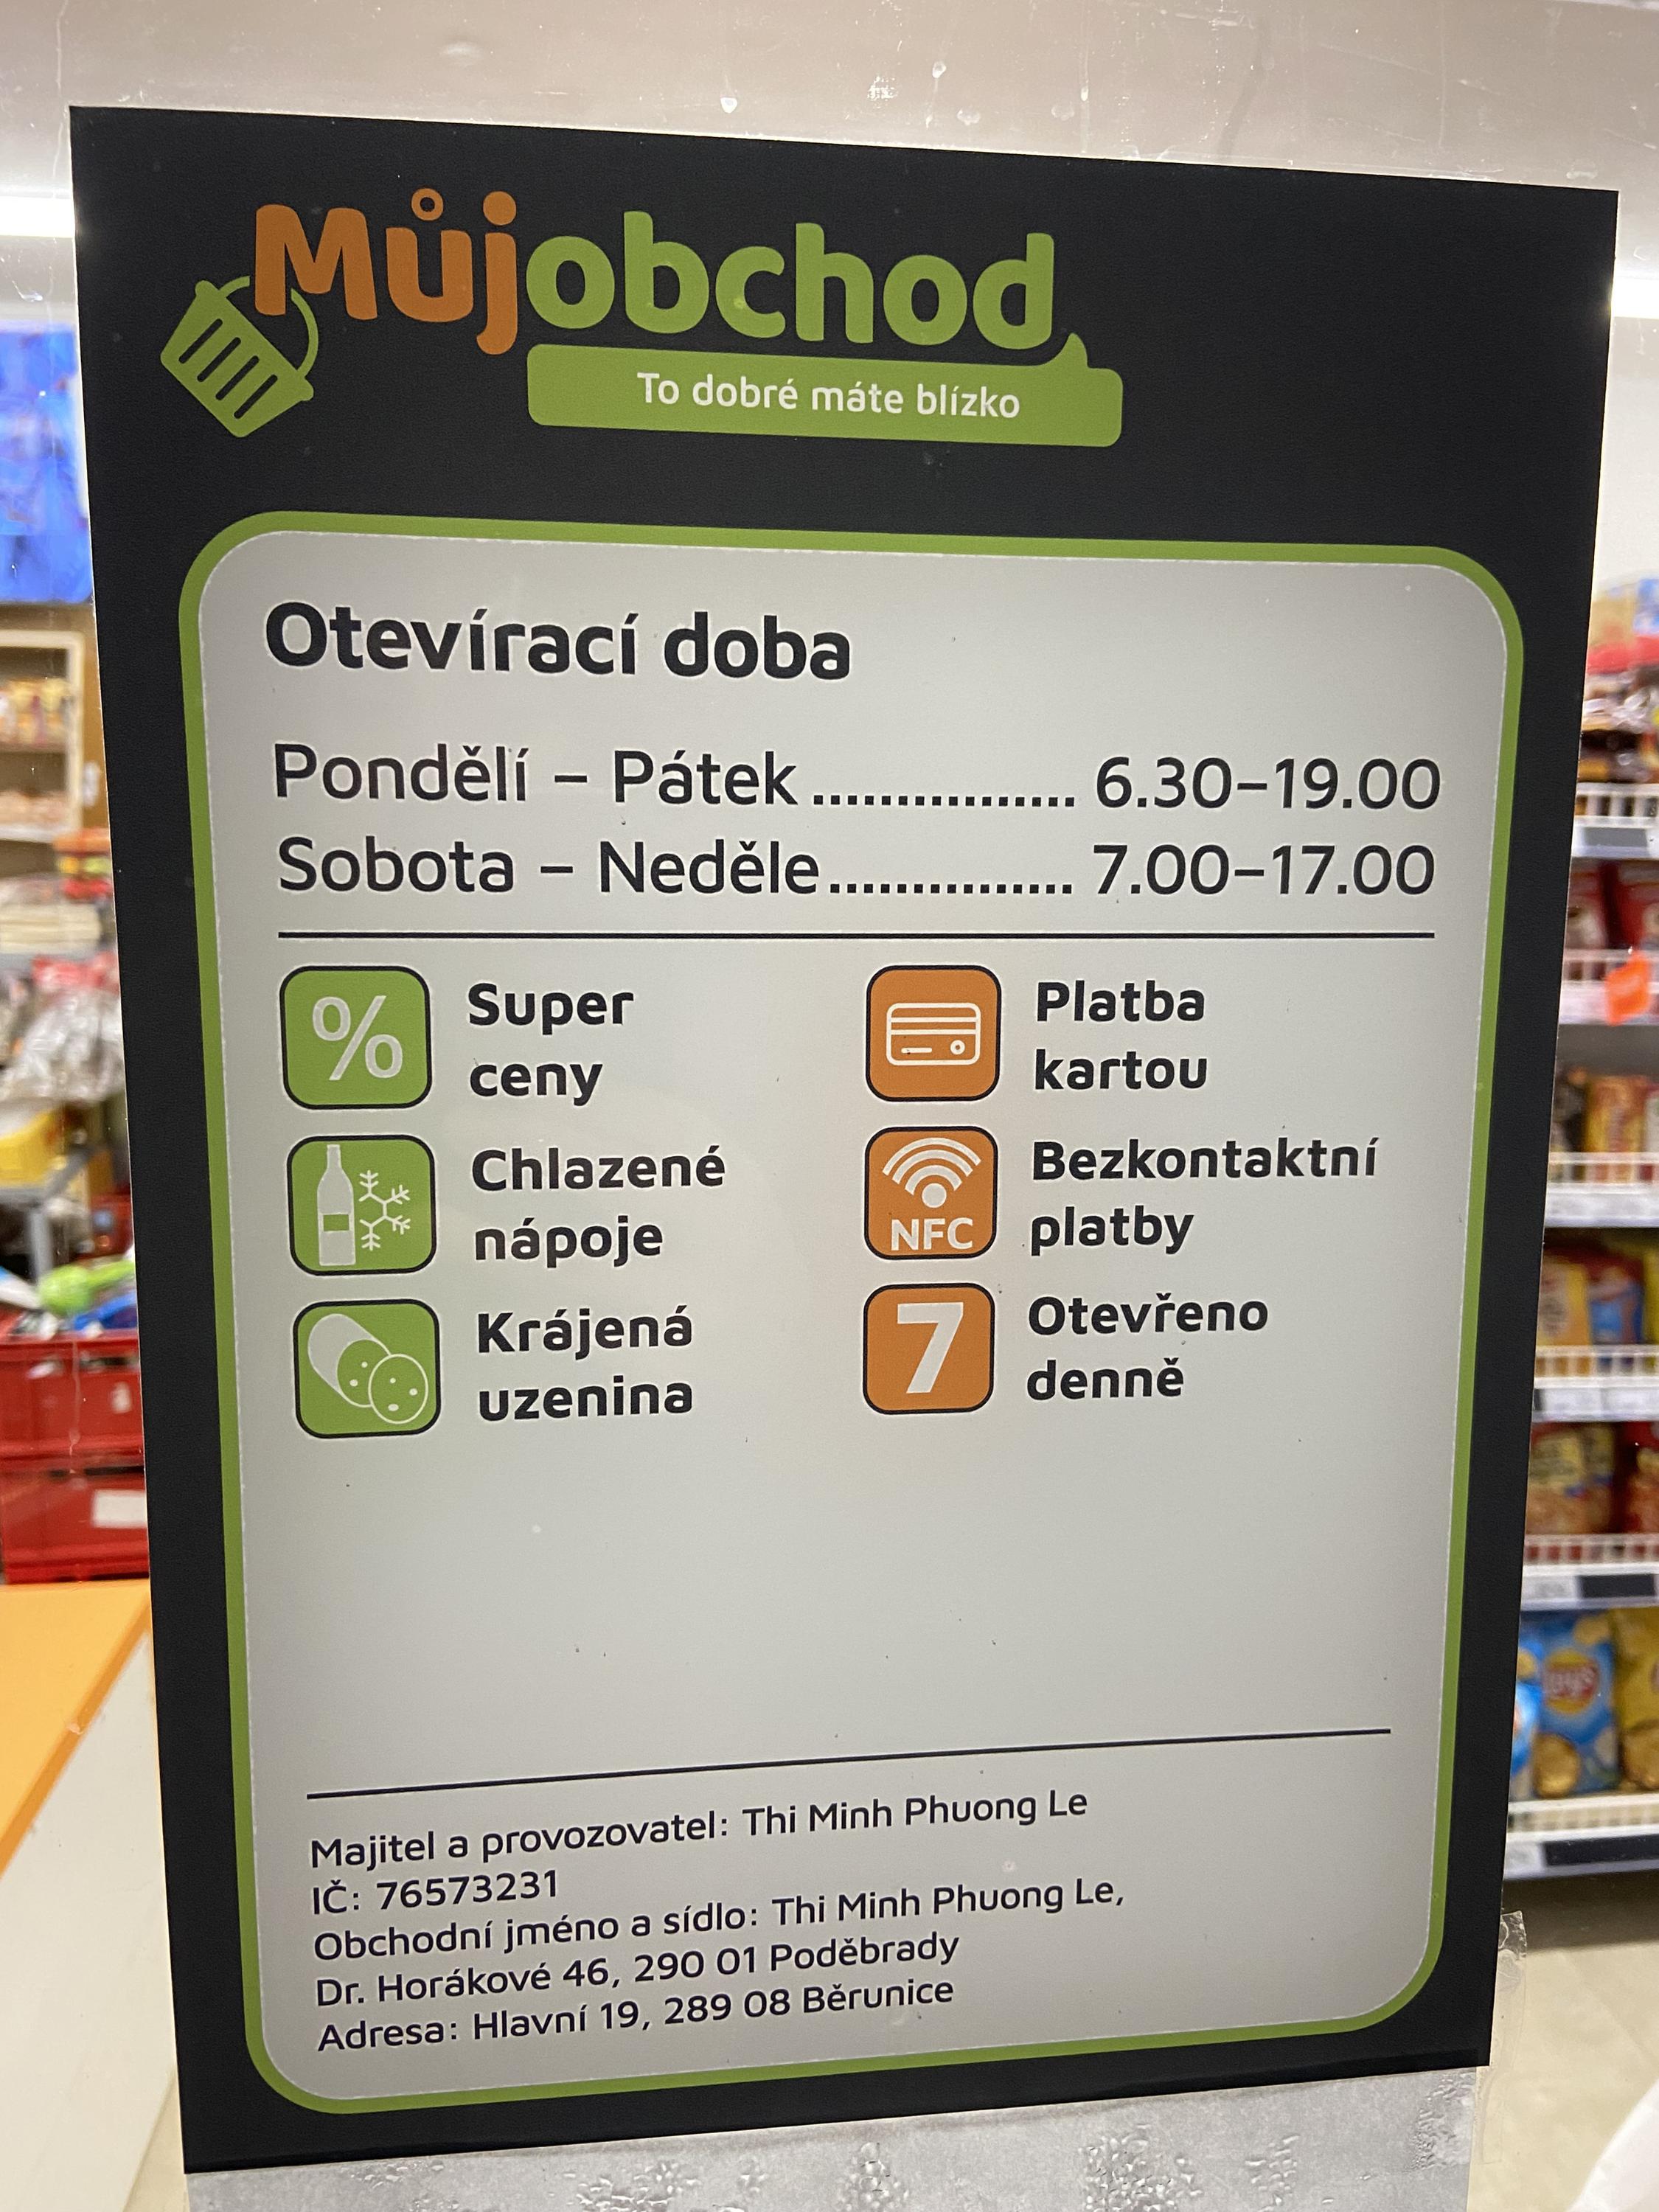 Můjobchod
To dobré máte blízko
Otevírací doba
Pondělí – Pátek ................ 6.30–19.00
Sobota – Neděle ............... 7.00–17.00
%
Super
ceny
Platba
kartou
Chlazené
nápoje
NFC
Bezkontaktní
platby
Krájená
uzenina
7
Otevřeno
denně
Majitel a provozovatel: Thi Minh Phuong Le
IČ: 76573231
Obchodní jméno a sídlo: Thi Minh Phuong Le,
Dr. Horákové 46, 290 01 Poděbrady
Adresa: Hlavní 19, 289 08 Běrunice
Lay's